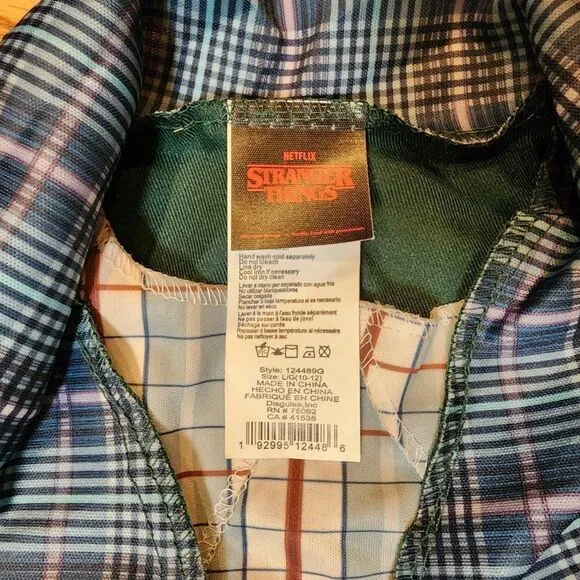 NETFLIX
STRANGER
THINGS
Hand wash cold separately
Do not bleach
Line dry
Cool iron if necessary
Do not dry clean
Lavar a mano por separado con agua fria
No utilizar blanqueadores
Secar colgada
Planchar a baja temperatura si es necesario
No lavar en seco
Laver à la main à l'eau froide séparément
Ne pas passer à l'eau de javel
Séchage sur corde
Repasser à basse température si nécessaire
Ne pas nettoyer à sec
Style: 124489G
Size: L/G(10-12)
MADE IN CHINA
HECHO EN CHINA
FABRIQUÉ EN CHINE
Disguise, Inc
RN # 75092
CA # 41535
1 92995 12448 6